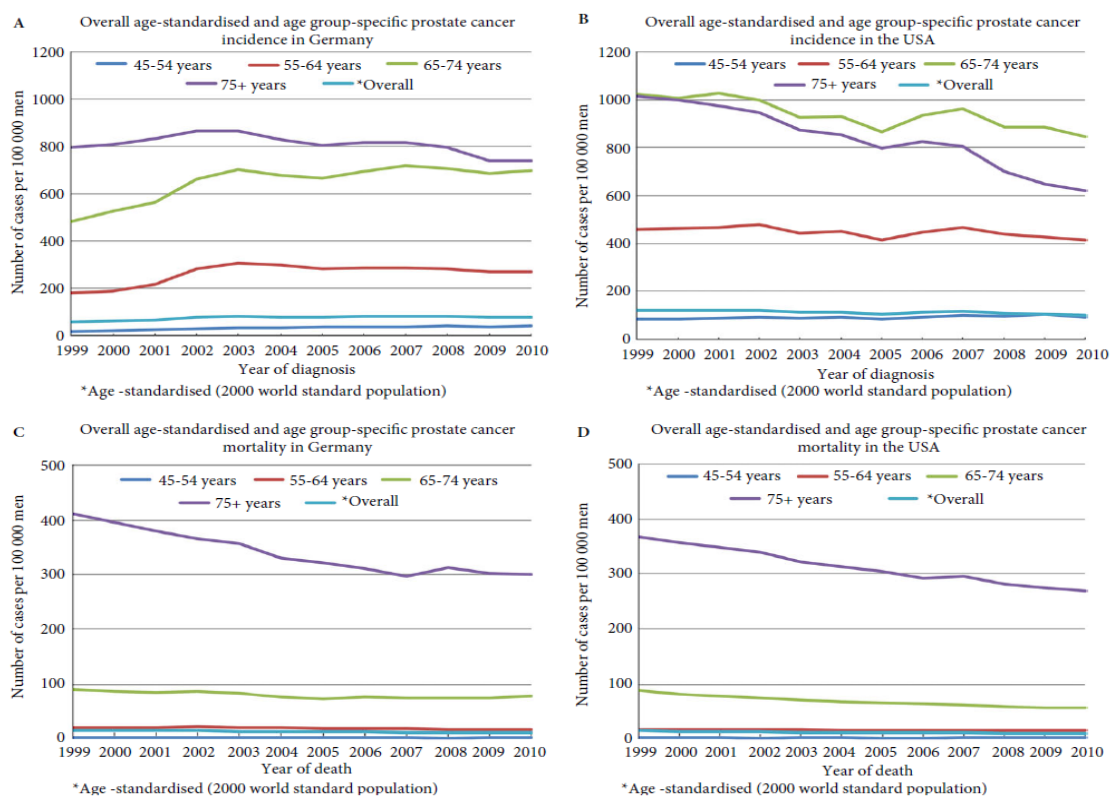 A
Overall age-standardised and age group-specific prostate cancer
incidence in Germany
Number of cases per 100 000 men
1200
1000
800
600
400
200
0
45-54 years 55-64 years 65-74 years
75+ years *Overall
1999 2000 2001 2002 2003 2004 2005 2006 2007 2008 2009 2010
Year of diagnosis
*Age -standardised (2000 world standard population)
B
Overall age-standardised and age group-specific prostate cancer
incidence in the USA
Number of cases per 100 000 men
1200
1000
800
600
400
200
0
45-54 years 55-64 years 65-74 years
75+ years *Overall
1999 2000 2001 2002 2003 2004 2005 2006 2007 2008 2009 2010
Year of diagnosis
*Age -standardised (2000 world standard population)
C
Overall age-standardised and age group-specific prostate cancer
mortality in Germany
Number of cases per 100 000 men
500
400
300
200
100
0
45-54 years 55-64 years 65-74 years
75+ years *Overall
1999 2000 2001 2002 2003 2004 2005 2006 2007 2008 2009 2010
Year of death
*Age -standardised (2000 world standard population)
D
Overall age-standardised and age group-specific prostate cancer
mortality in the USA
Number of cases per 100 000 men
500
400
300
200
100
0
45-54 years 55-64 years 65-74 years
75+ years *Overall
1999 2000 2001 2002 2003 2004 2005 2006 2007 2008 2009 2010
Year of death
*Age -standardised (2000 world standard population)